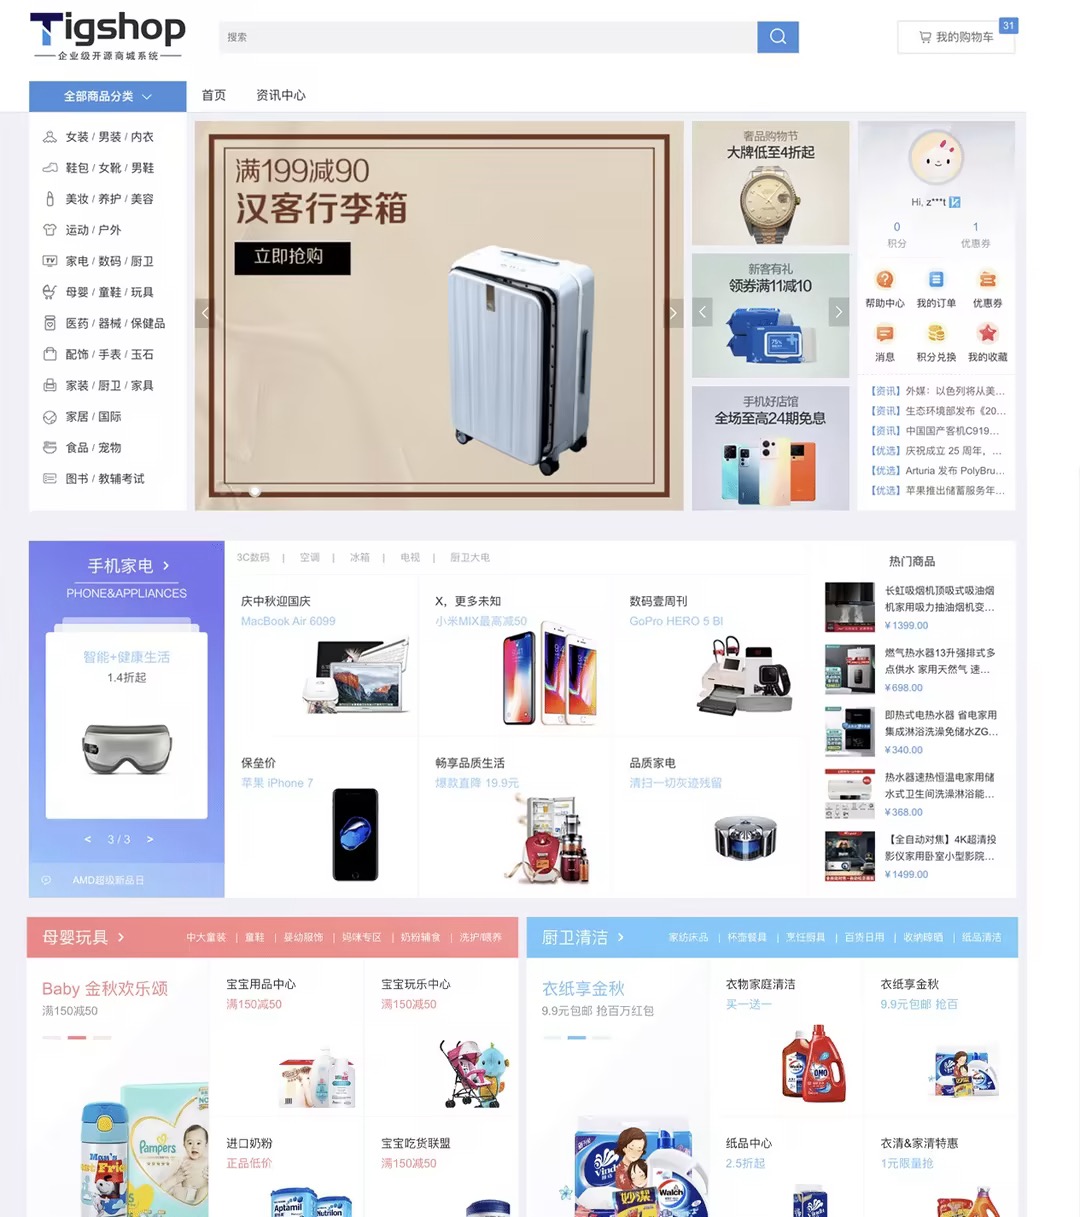 Tigshop
企业级开源商城系统
搜索
我的购物车
31
全部商品分类
首页
资讯中心
女装 / 男装 / 内衣
鞋包 / 女靴 / 男鞋
美妆 / 养护 / 美容
运动 / 户外
家电 / 数码 / 厨卫
母婴 / 童鞋 / 玩具
医药 / 器械 / 保健品
配饰 / 手表 / 玉石
家装 / 厨卫 / 家具
家居 / 国际
食品 / 宠物
图书 / 教辅考试
满199减90
汉客行李箱
立即抢购
奢品购物节
大牌低至4折起
新客有礼
领券满11减10
75%
手机好店馆
全场至高24期免息
Hi, z***t
0
积分
1
优惠券
帮助中心
我的订单
优惠券
消息
积分兑换
我的收藏
【资讯】外媒：以色列将从美...
【资讯】生态环境部发布《20...
【资讯】中国国产客机C919...
【优选】庆祝成立 25 周年，...
【优选】Arturia 发布 PolyBru...
【优选】苹果推出储蓄服务年...
手机家电 >
PHONE&APPLIANCES
智能+健康生活
1.4折起
< 3 / 3 >
AMD超级新品日
3C数码 | 空调 | 冰箱 | 电视 | 厨卫大电
庆中秋迎国庆
MacBook Air 6099
X，更多未知
小米MIX最高减50
数码壹周刊
GoPro HERO 5 BI
保垒价
苹果 iPhone 7
畅享品质生活
爆款直降 19.9元
品质家电
清扫一切灰迹残留
热门商品
长虹吸烟机顶吸式吸油烟
机家用吸力抽油烟机变...
¥1399.00
燃气热水器13升强排式多
点供水 家用天然气 速...
¥698.00
即热式电热水器 省电家用
集成淋浴洗澡免储水ZG...
¥340.00
热水器速热恒温电家用储
水式卫生间洗澡淋浴能...
¥368.00
【全自动对焦】4K超清投
影仪家用卧室小型影院...
¥1499.00
母婴玩具 >
中大童装 | 童鞋 | 婴幼服饰 | 妈咪专区 | 奶粉辅食 | 洗护/喂养
Baby 金秋欢乐颂
满150减50
Pampers
宝宝用品中心
满150减50
宝宝玩乐中心
满150减50
进口奶粉
正品低价
Aptamil
Nutrilon
宝宝吃货联盟
满150减50
厨卫清洁 >
家纺床品 | 杯壶餐具 | 烹饪厨具 | 百货日用 | 收纳晾晒 | 纸品清洁
衣纸享金秋
9.9元包邮 抢百万红包
Vinda
妙洁
Walch
衣物家庭清洁
买一送一
OMO
衣纸享金秋
9.9元包邮 抢百
纸品中心
2.5折起
衣清&家清特惠
1元限量抢